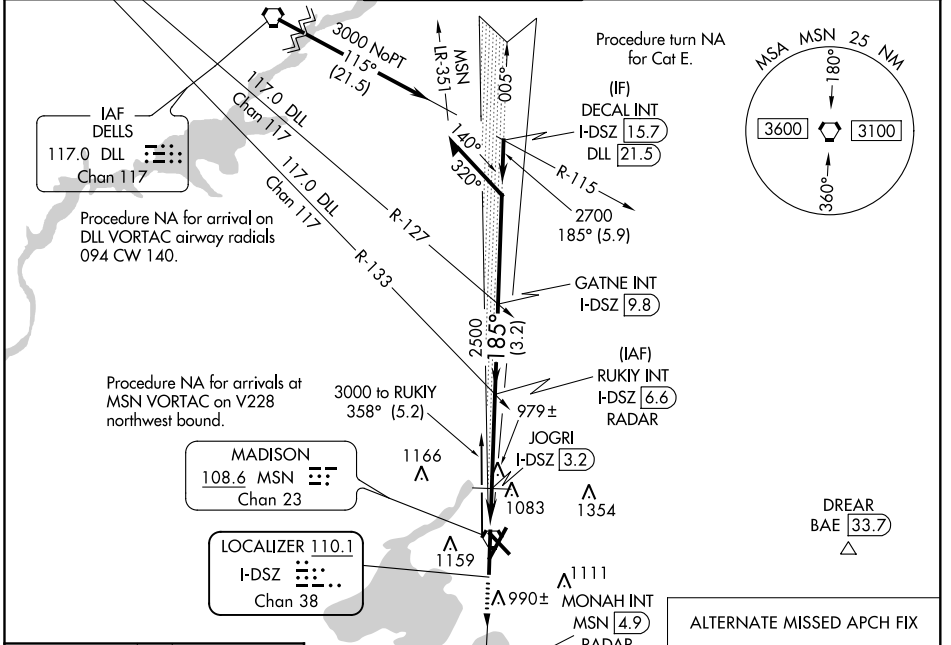 3000 NoPT
115°
(21.5)
MSN
LR-351
005°
Procedure turn NA
for Cat E.
MSA MSN 25 NM
180°
3600
3100
360°
(IF)
DECAL INT
I-DSZ 15.7
DLL 21.5
IAF
DELLS
117.0 DLL
Chan 117
117.0 DLL
Chan 117
117.0 DLL
Chan 117
140°
320°
R-115
2700
185° (5.9)
Procedure NA for arrival on
DLL VORTAC airway radials
094 CW 140.
R-127
R-133
GATNE INT
I-DSZ 9.8
2500
185°
(3.2)
(IAF)
RUKIY INT
I-DSZ 6.6
RADAR
Procedure NA for arrivals at
MSN VORTAC on V228
northwest bound.
3000 to RUKIY
358° (5.2)
979±
JOGRI
I-DSZ 3.2
MADISON
108.6 MSN
Chan 23
1166
1083
1354
DREAR
BAE 33.7
LOCALIZER 110.1
I-DSZ
Chan 38
1159
1111
990±
MONAH INT
MSN 4.9
RADAR
ALTERNATE MISSED APCH FIX